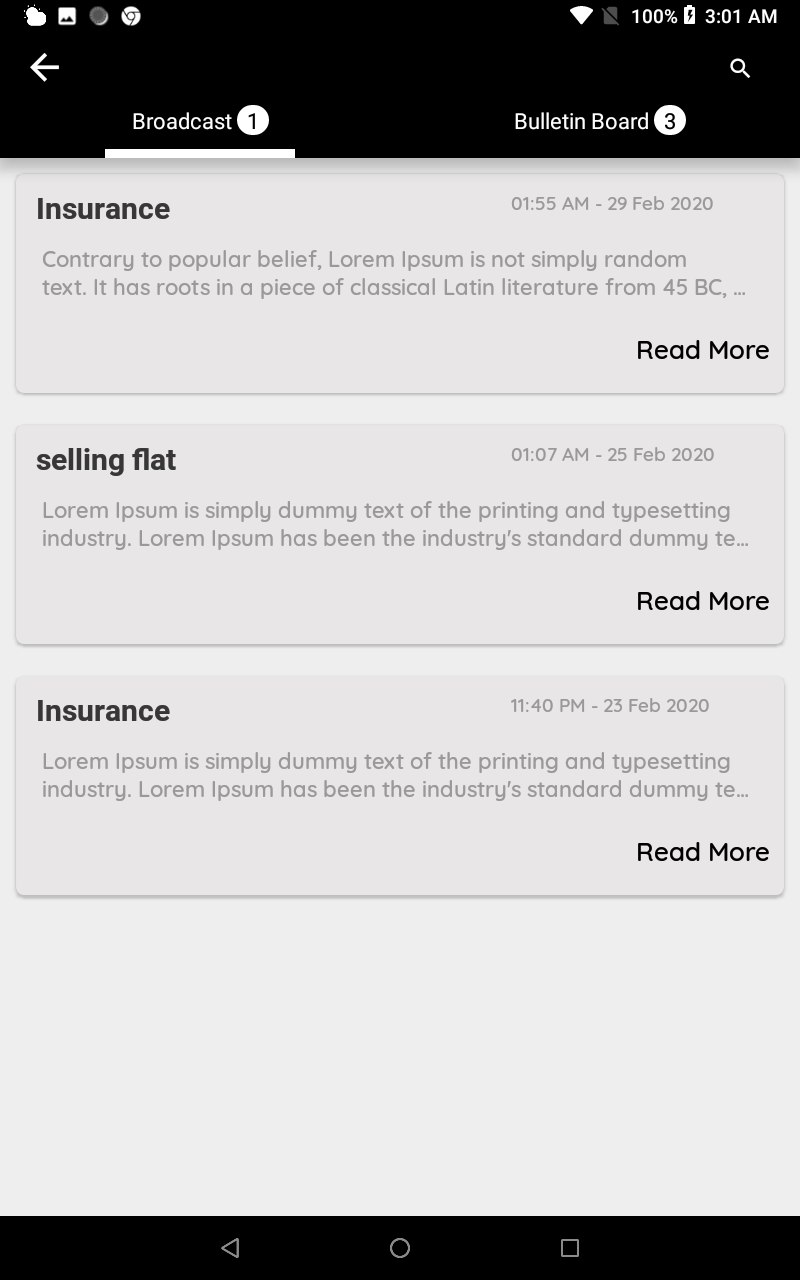 100% 3:01 AM
Broadcast 1 Bulletin Board 3
Insurance 01:55 AM - 29 Feb 2020
Contrary to popular belief, Lorem Ipsum is not simply random
text. It has roots in a piece of classical Latin literature from 45 BC, ...
Read More
selling flat 01:07 AM - 25 Feb 2020
Lorem Ipsum is simply dummy text of the printing and typesetting
industry. Lorem Ipsum has been the industry's standard dummy te...
Read More
Insurance 11:40 PM - 23 Feb 2020
Lorem Ipsum is simply dummy text of the printing and typesetting
industry. Lorem Ipsum has been the industry's standard dummy te...
Read More